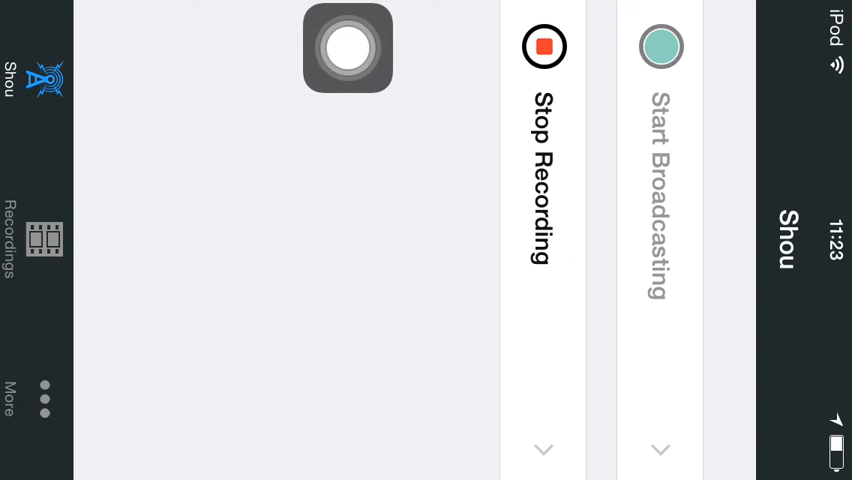 iPod 11:23
Shou
Start Broadcasting
Stop Recording
Shou Recordings More